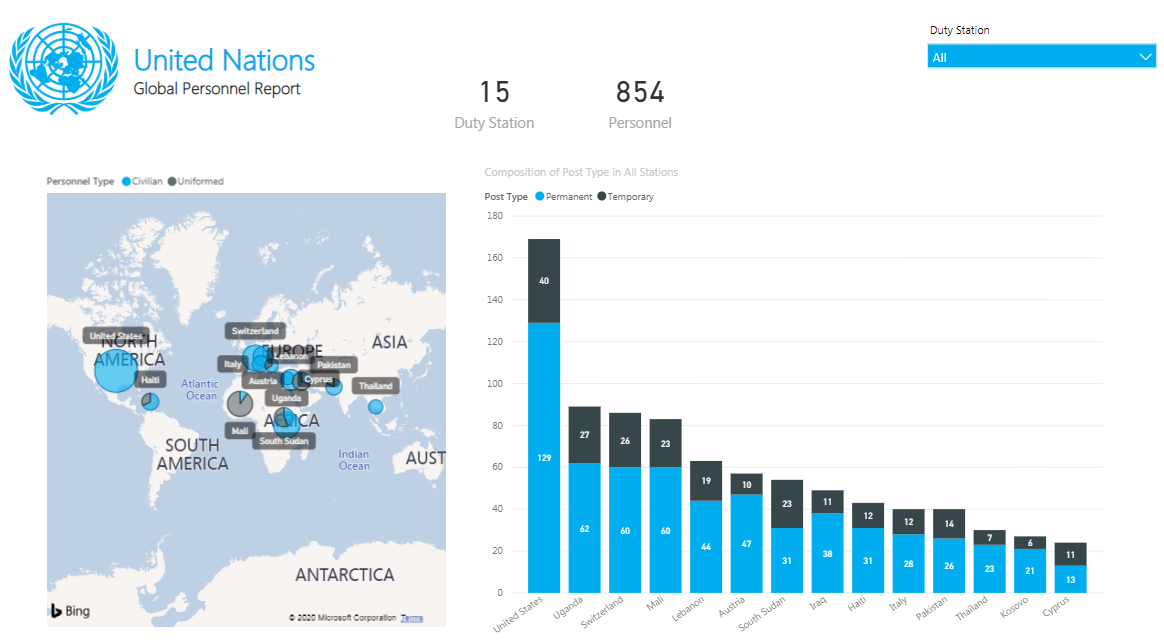 United Nations
Global Personnel Report
15
Duty Station
854
Personnel
Duty Station
All
Personnel Type Civilian Uniformed
United States
NORTH
AMERICA
Haiti
Atlantic
Ocean
SOUTH
AMERICA
Switzerland
EUROPE
Italy
Lebanon
Pakistan
Austria
Cyprus
Thailand
Uganda
AFRICA
Mali
South Sudan
ASIA
Indian
Ocean
AUST
ANTARCTICA
Bing
© 2020 Microsoft Corporation Terms
Composition of Post Type in All Stations
Post Type Permanent Temporary
180
160
140
120
100
80
60
40
20
0
40
129
27
62
26
60
23
60
19
44
10
47
23
31
11
38
12
31
12
28
14
26
7
23
6
21
11
13
United States
Uganda
Switzerland
Mali
Lebanon
Austria
South Sudan
Iraq
Haiti
Italy
Pakistan
Thailand
Kosovo
Cyprus